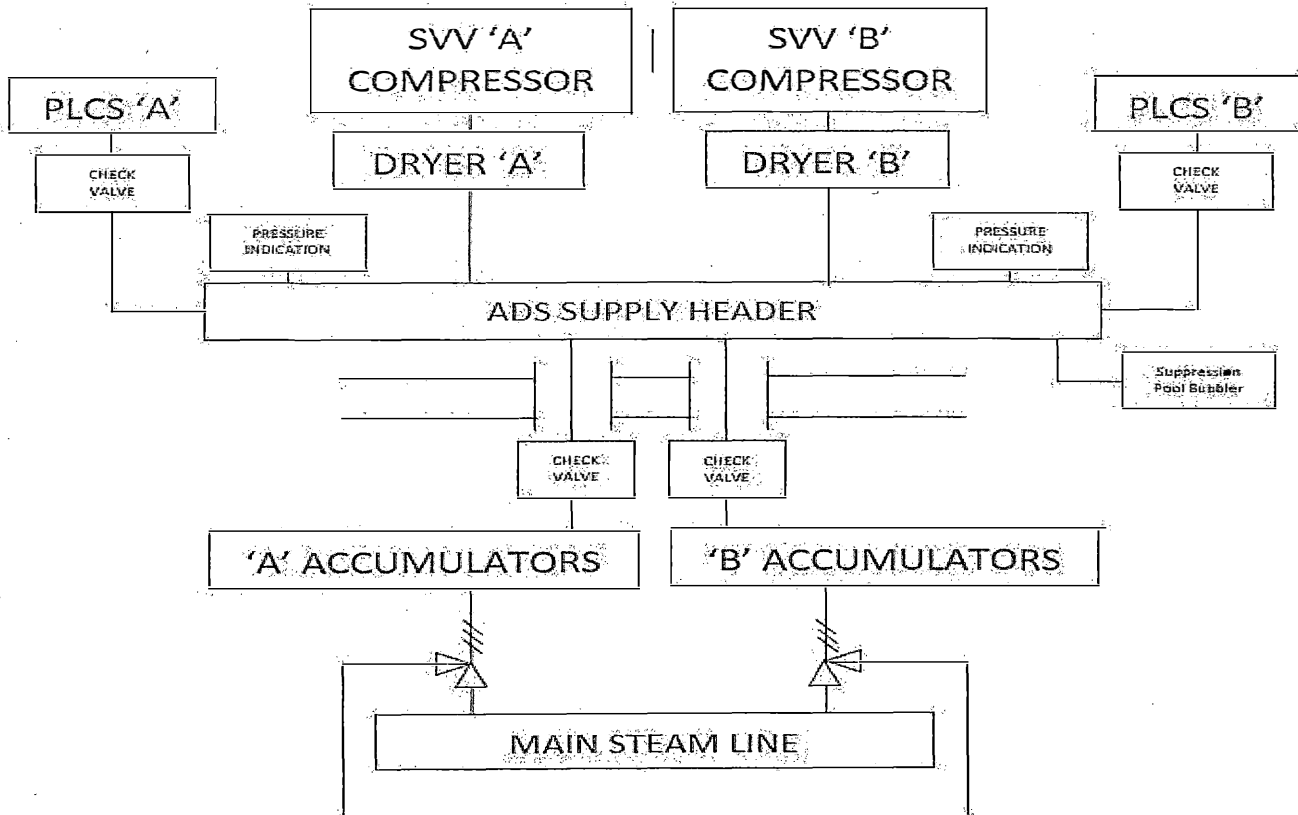 SVV ‘A’
COMPRESSOR
SVV ‘B’
COMPRESSOR
PLCS ‘A’
PLCS ‘B’
DRYER ‘A’
DRYER ‘B’
CHECK
VALVE
CHECK
VALVE
PRESSURE
INDICATION
PRESSURE
INDICATION
ADS SUPPLY HEADER
Suppression
Pool Bubbler
CHECK
VALVE
CHECK
VALVE
‘A’ ACCUMULATORS
‘B’ ACCUMULATORS
MAIN STEAM LINE